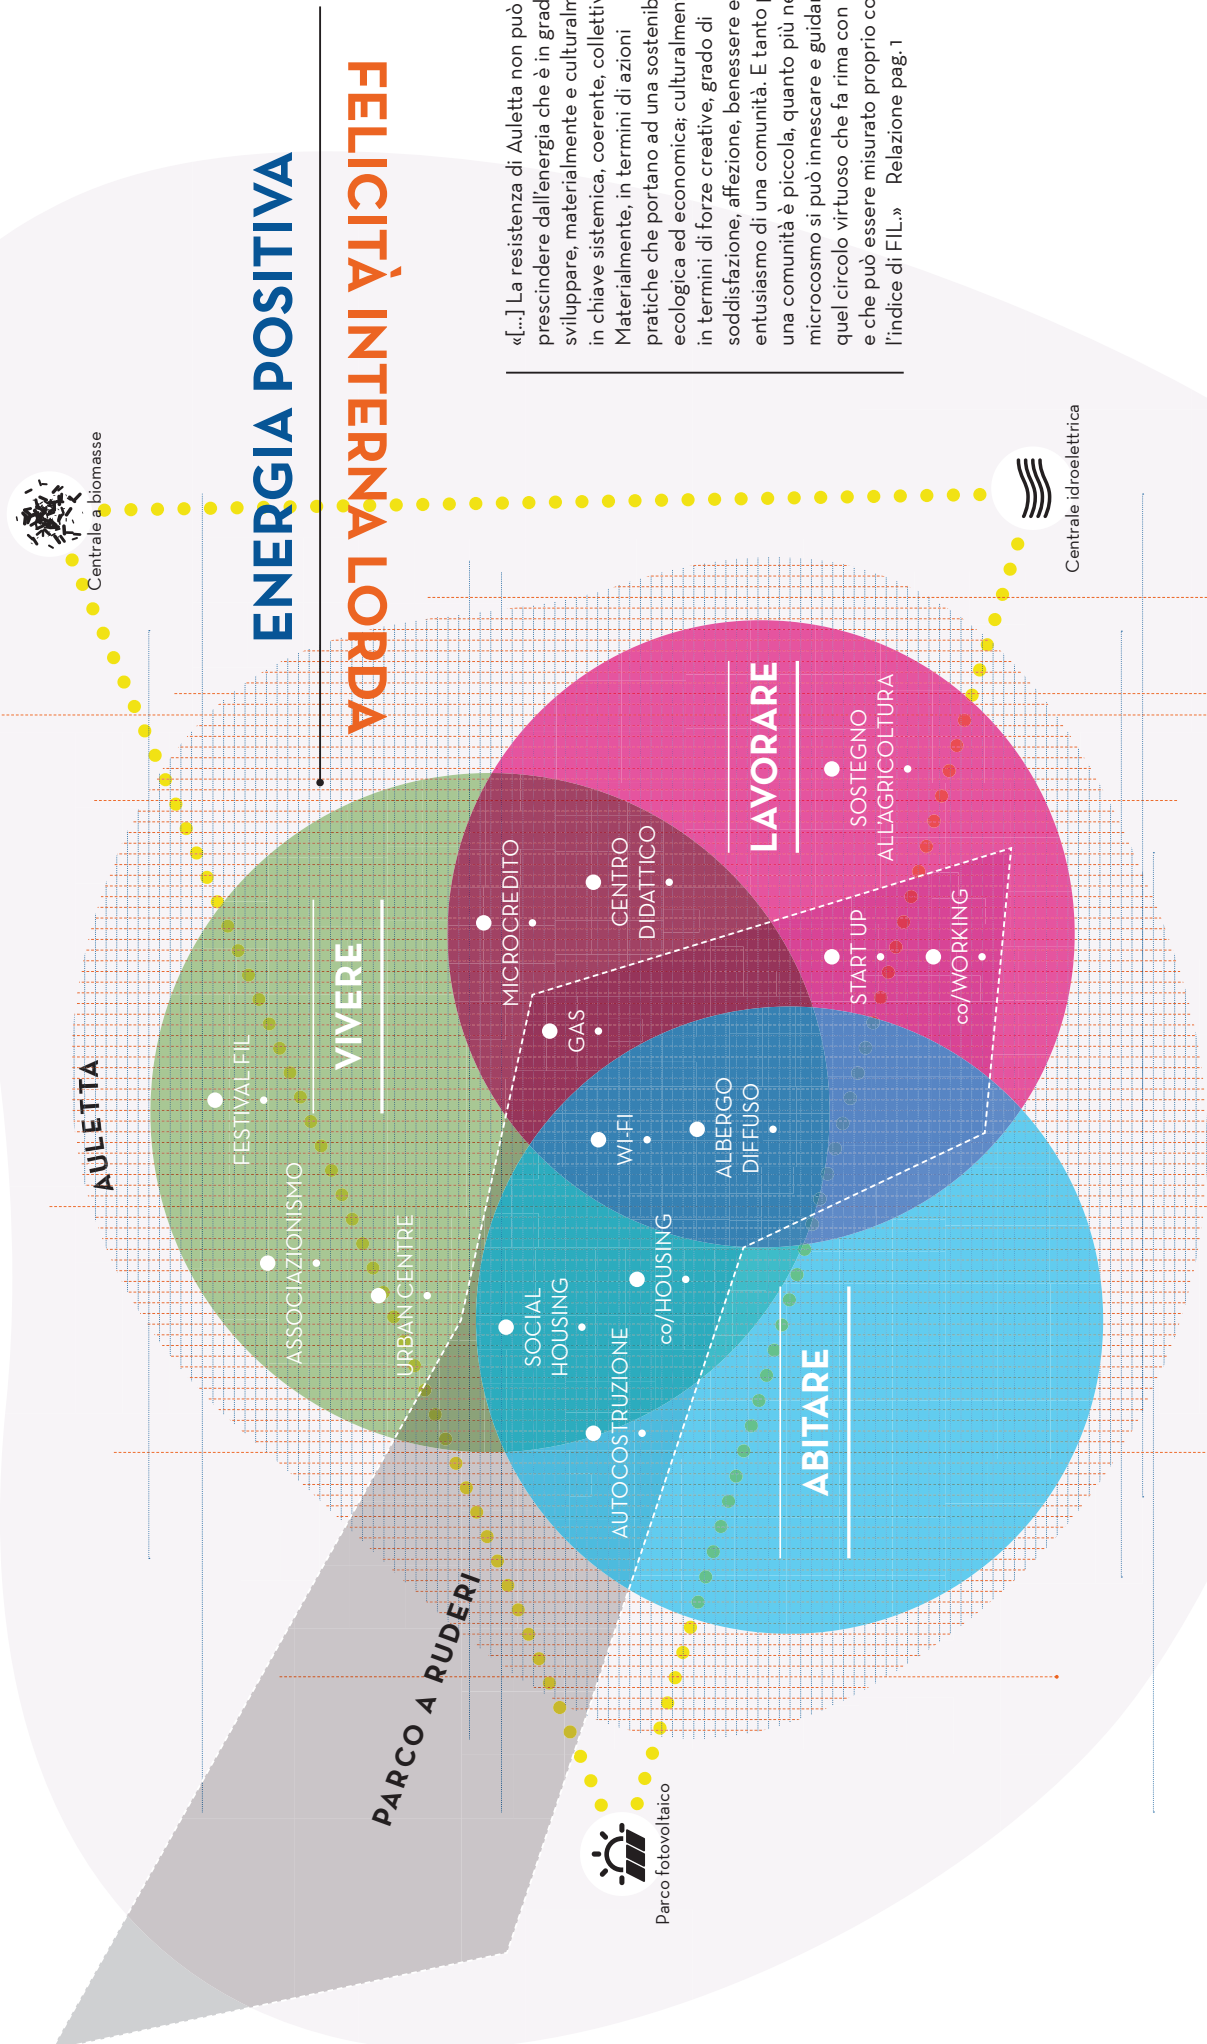 ENERGIA POSITIVA
FELICITÀ INTERNA LORDA
«[...] La resistenza di Auletta non può
prescindere dall'energia che è in grad
sviluppare, materialmente e culturalm
in chiave sistemica, coerente, collettiv
Materialmente, in termini di azioni
pratiche che portano ad una sostenib
ecologica ed economica; culturalmen
in termini di forze creative, grado di
soddisfazione, affezione, benessere e
entusiasmo di una comunità. E tanto p
una comunità è piccola, quanto più ne
microcosmo si può innescare e guidar
quel circolo virtuoso che fa rima con
e che può essere misurato proprio co
l'indice di FIL.» Relazione pag. 1
Centrale a biomasse
AULETTA
FESTIVAL FIL
ASSOCIAZIONISMO
VIVERE
URBAN CENTRE
PARCO A RUDERI
MICROCREDITO
SOCIAL
HOUSING
GAS
CENTRO
DIDATTICO
AUTOCOSTRUZIONE
WI-FI
co/HOUSING
Parco fotovoltaico
ALBERGO
DIFFUSO
LAVORARE
ABITARE
START UP
SOSTEGNO
ALL'AGRICOLTURA
co/WORKING
Centrale idroelettrica